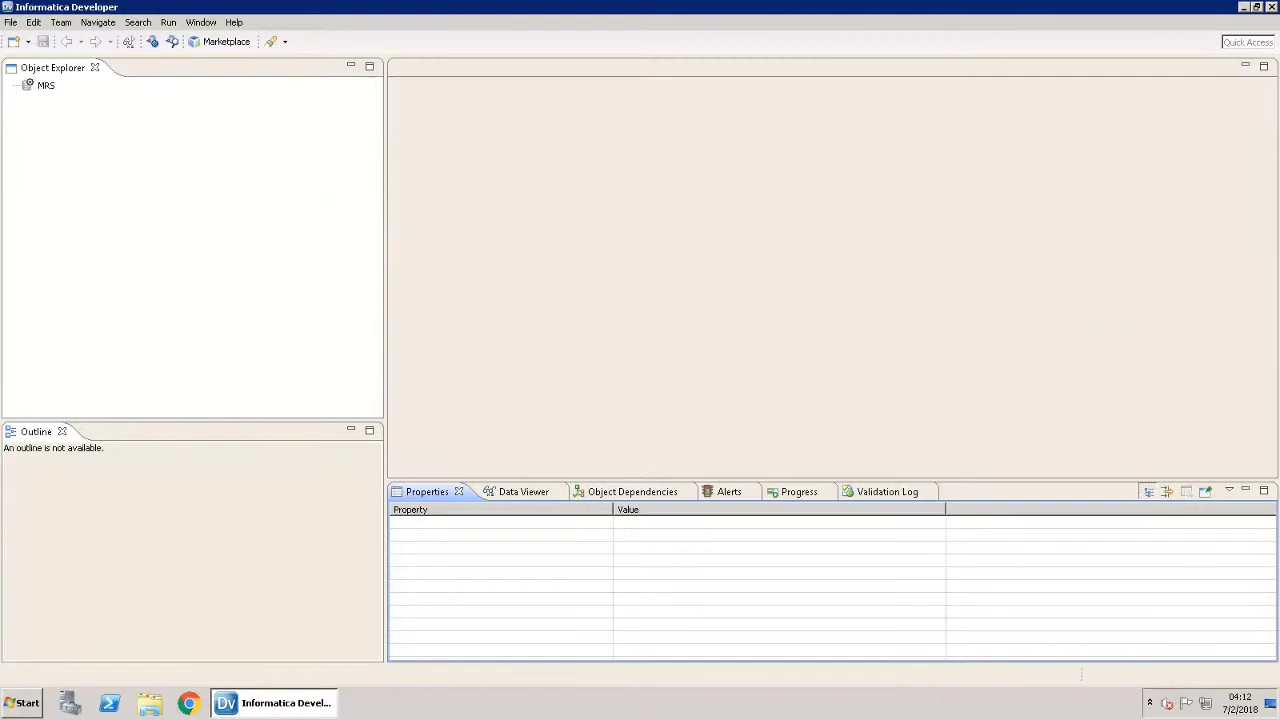 Informatica Developer
File Edit Team Navigate Search Run Window Help
Marketplace
Quick Access
Object Explorer
MRS
Outline
An outline is not available.
Properties Data Viewer Object Dependencies Alerts Progress Validation Log
Property Value
Start Dv Informatica Devel... 04:12
7/2/2018